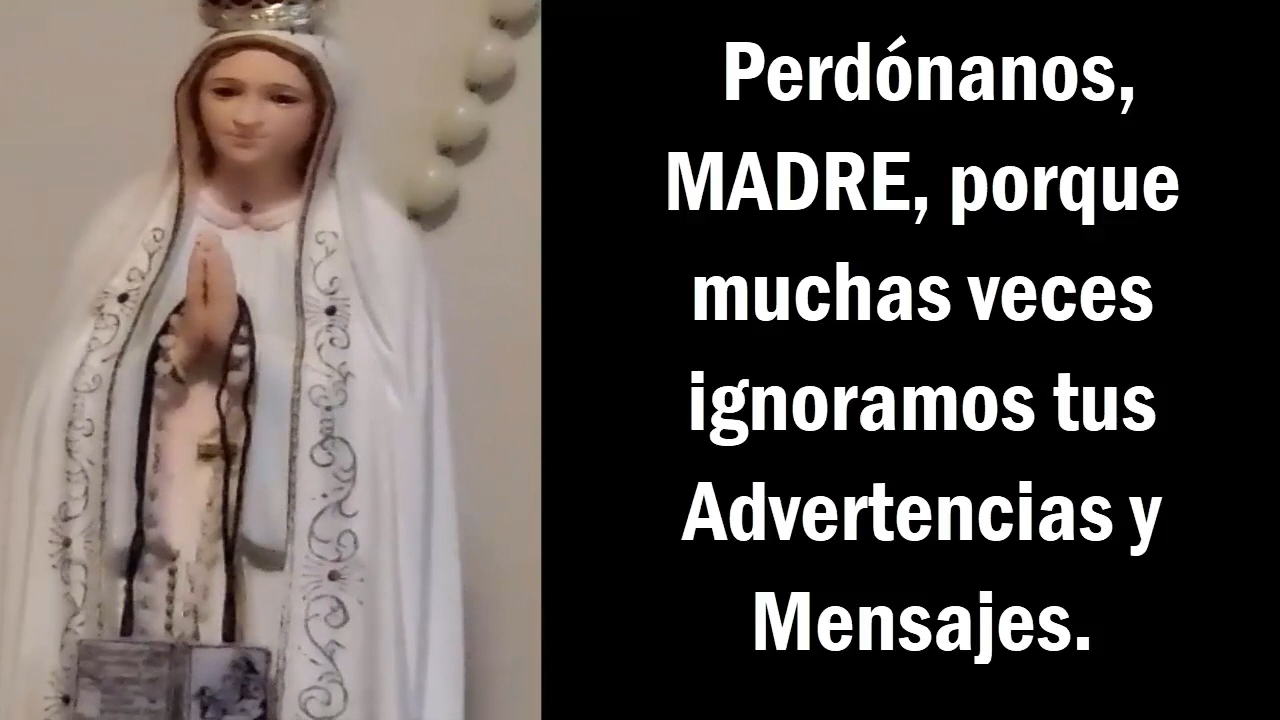 Perdónanos,
MADRE, porque
muchas veces
ignoramos tus
Advertencias y
Mensajes.